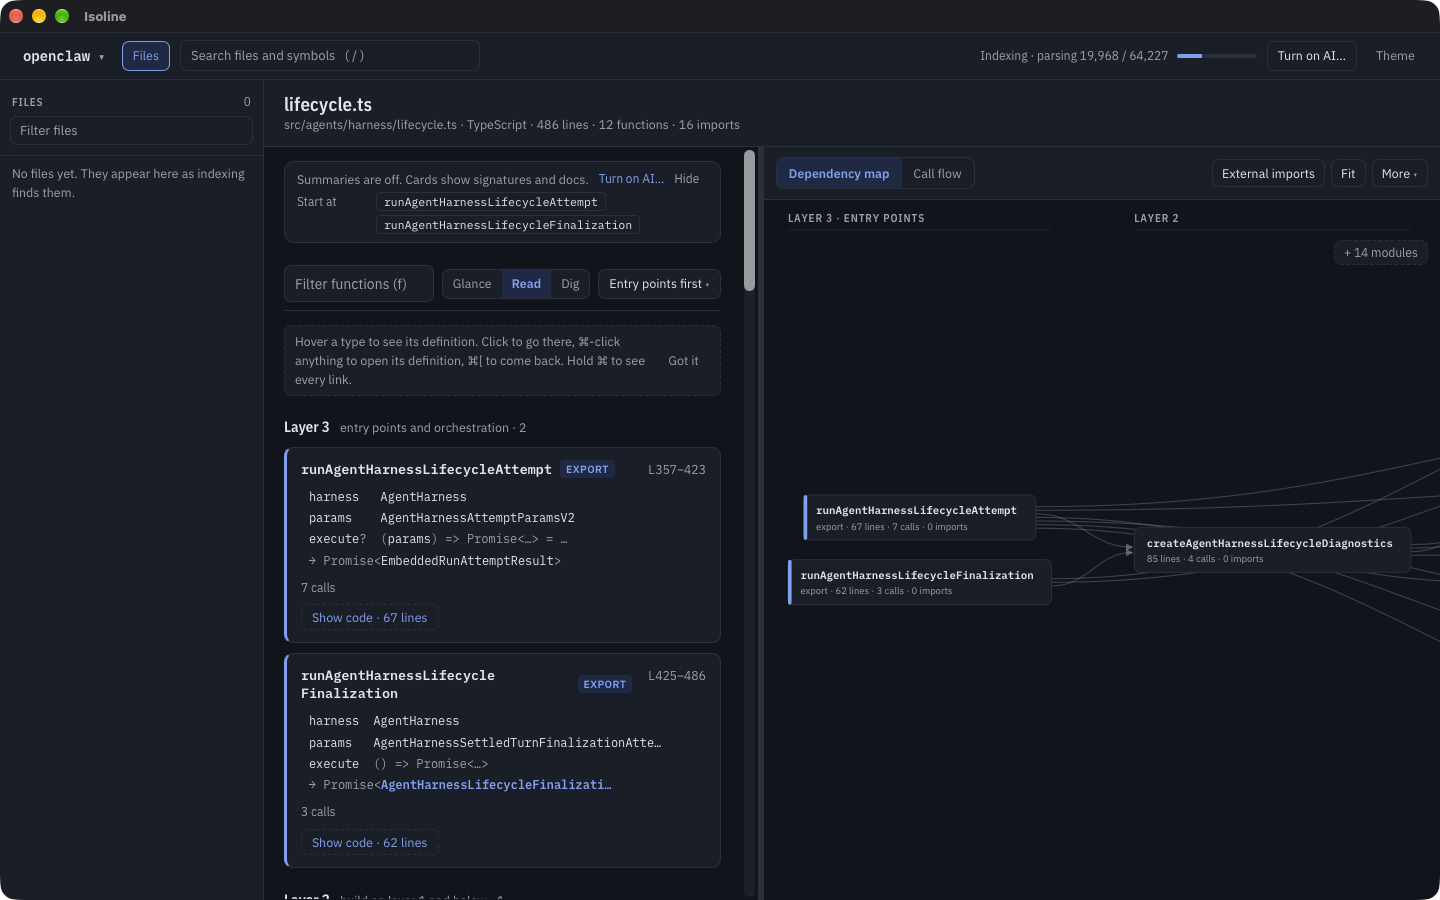 Isoline
openclaw ▾
Files
Search files and symbols (/)
Indexing · parsing 19,968 / 64,227
Turn on AI…
Theme
FILES 0
Filter files
No files yet. They appear here as indexing
finds them.
lifecycle.ts
src/agents/harness/lifecycle.ts · TypeScript · 486 lines · 12 functions · 16 imports
Summaries are off. Cards show signatures and docs. Turn on AI… Hide
Start at runAgentHarnessLifecycleAttempt
runAgentHarnessLifecycleFinalization
Filter functions (f)
Glance Read Dig
Entry points first ▾
Hover a type to see its definition. Click to go there, ⌘-click
anything to open its definition, ⌘[ to come back. Hold ⌘ to see
every link.
Got it
Layer 3 entry points and orchestration · 2
runAgentHarnessLifecycleAttempt EXPORT L357–423
harness AgentHarness
params AgentHarnessAttemptParamsV2
execute? (params) => Promise<…> = …
→ Promise<EmbeddedRunAttemptResult>
7 calls
Show code · 67 lines
runAgentHarnessLifecycle
Finalization
EXPORT L425–486
harness AgentHarness
params AgentHarnessSettledTurnFinalizationAtte…
execute () => Promise<…>
→ Promise<AgentHarnessLifecycleFinalizati…
3 calls
Show code · 62 lines
Dependency map Call flow
External imports
Fit
More ▾
LAYER 3 · ENTRY POINTS
LAYER 2
+ 14 modules
runAgentHarnessLifecycleAttempt
export · 67 lines · 7 calls · 0 imports
createAgentHarnessLifecycleDiagnostics
85 lines · 4 calls · 0 imports
runAgentHarnessLifecycleFinalization
export · 62 lines · 3 calls · 0 imports